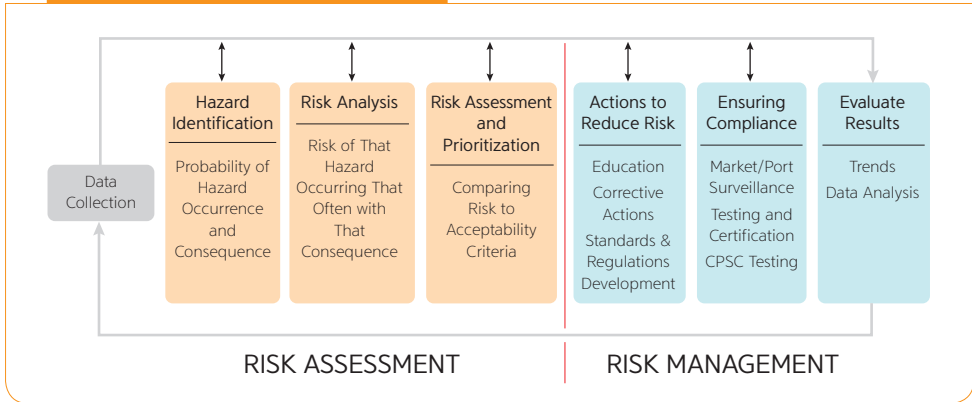 Data
Collection
Hazard
Identification
Probability of
Hazard
Occurrence
and
Consequence
Risk Analysis
Risk of That
Hazard
Occurring That
Often with
That
Consequence
Risk Assessment
and
Prioritization
Comparing
Risk to
Acceptability
Criteria
Actions to
Reduce Risk
Education
Corrective
Actions
Standards &
Regulations
Development
Ensuring
Compliance
Market/Port
Surveillance
Testing and
Certification
CPSC Testing
Evaluate
Results
Trends
Data Analysis
RISK ASSESSMENT
RISK MANAGEMENT